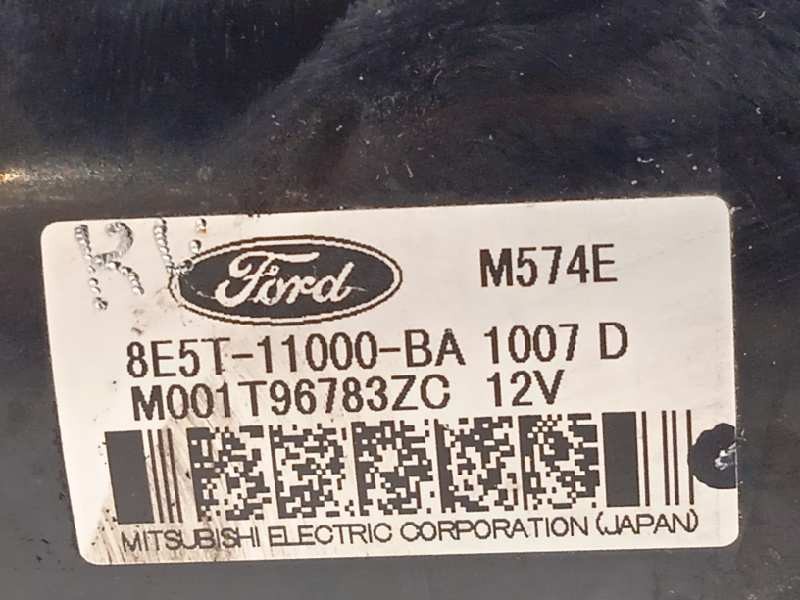 Ford M574E
8E5T-11000-BA 1007 D
M001T96783ZC 12V
MITSUBISHI ELECTRIC CORPORATION (JAPAN)